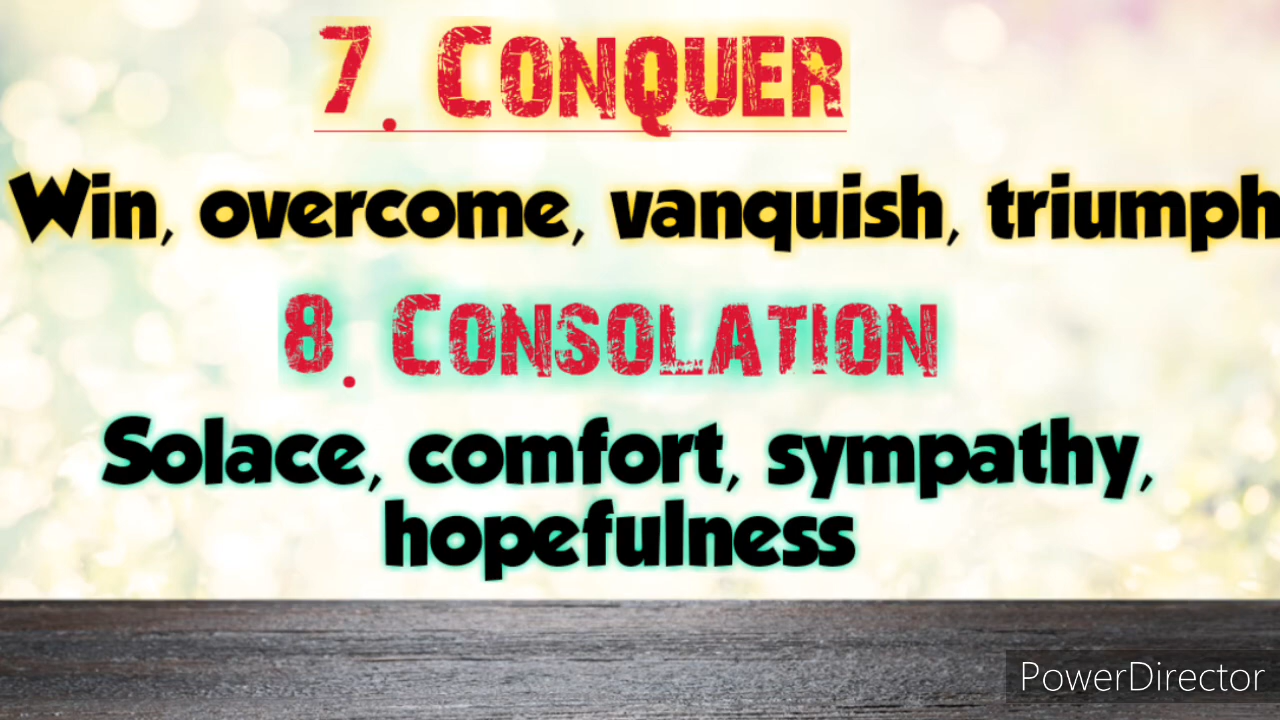 7. Conquer
Win, overcome, vanquish, triumph
8. Consolation
Solace, comfort, sympathy,
hopefulness
PowerDirector